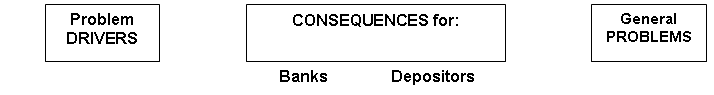 Problem
DRIVERS
CONSEQUENCES for:
General
PROBLEMS
Banks
Depositors